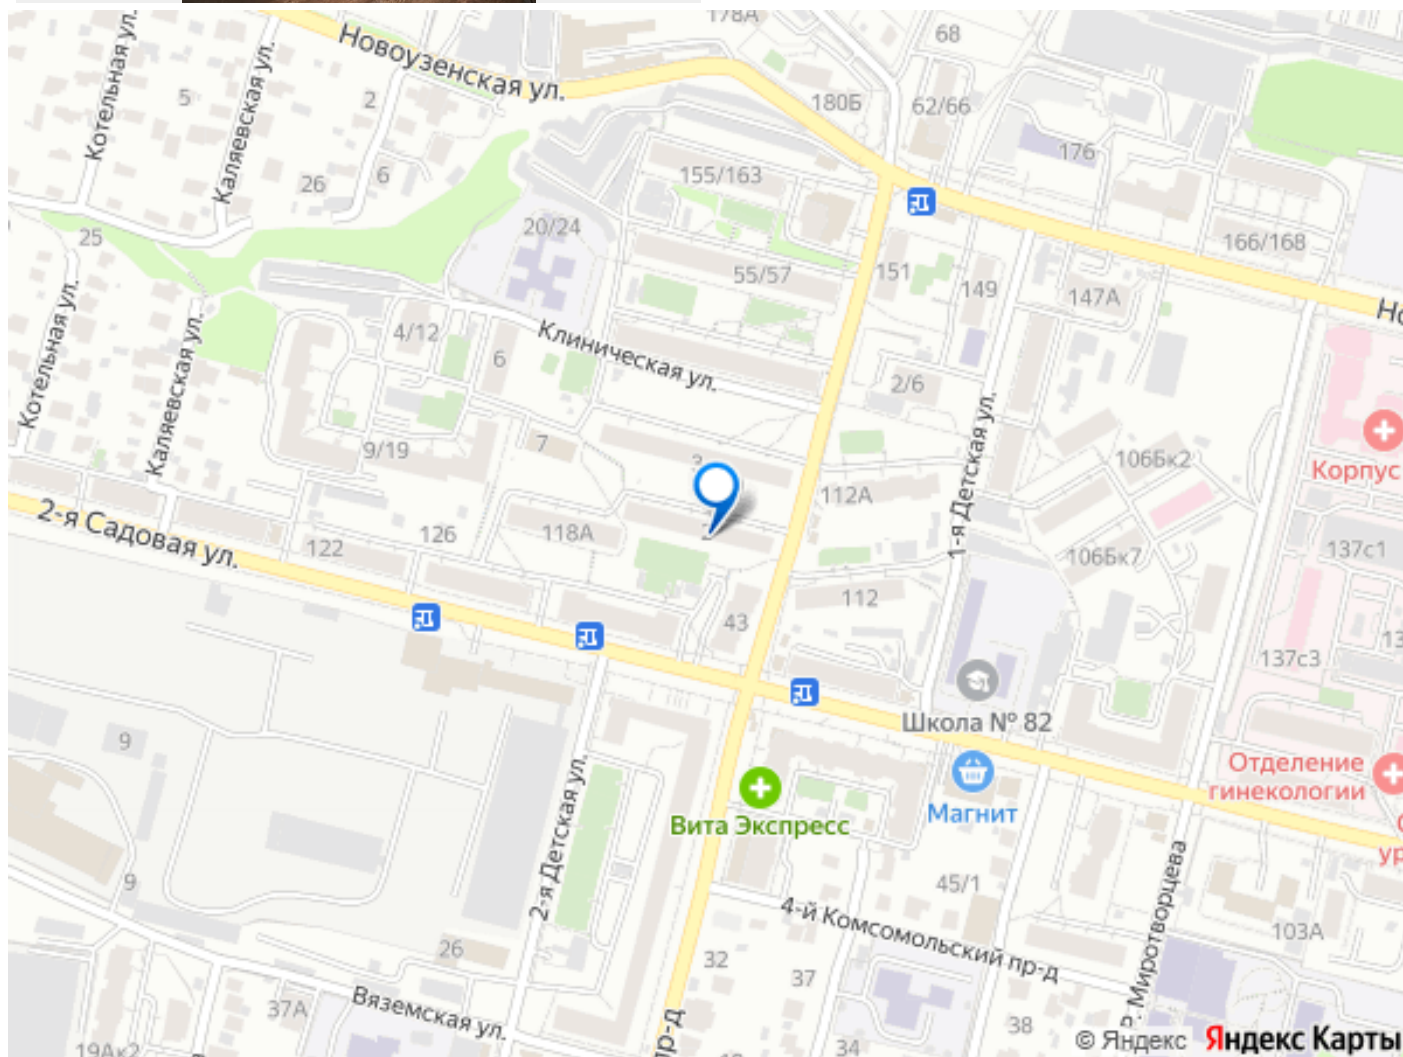 178А
68
Новоузенская ул.
Котельная ул.
Каляевская ул.
5
2
180Б
62/66
176
155/163
6
26
25
20/24
166/168
55/57
151
149
147А
Но
4/12
6
Клиническая ул.
2/6
Котельная ул.
Каляевская ул.
1-я Детская ул.
9/19
7
3
106Бк2
Корпус
112А
2-я Садовая ул.
122
126
118А
2
106Бк7
137с1
112
43
13
137с3
Школа № 82
9
Отделение
гинекологии
Магнит
Вита Экспресс
ур
2-я Детская ул.
9
45/1
Р. Миротворцева
4-й Комсомольский пр-д
103А
26
32
37
37А
Вяземская ул.
пр-д
38
34
19Ак2
© Яндекс Яндекс Карты